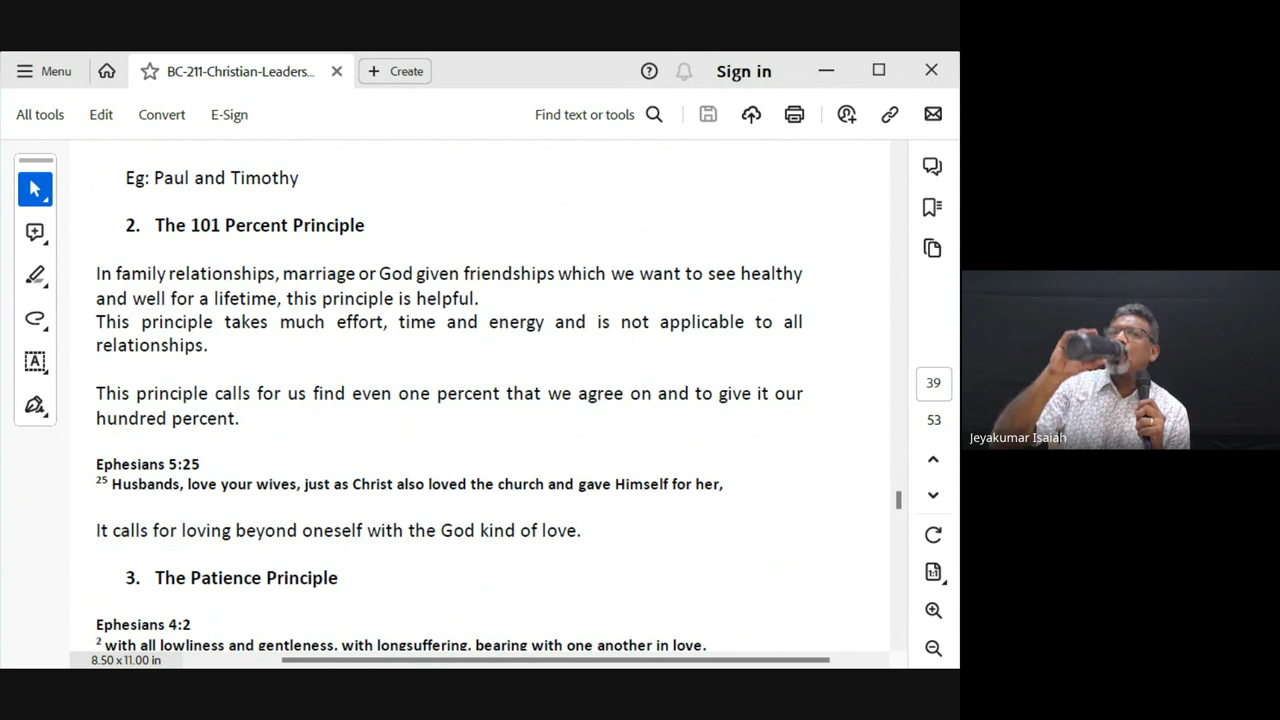 Menu
BC-211-Christian-Leaders...
Create
Sign in
All tools
Edit
Convert
E-Sign
Find text or tools
Eg: Paul and Timothy
2. The 101 Percent Principle
In family relationships, marriage or God given friendships which we want to see healthy
and well for a lifetime, this principle is helpful.
This principle takes much effort, time and energy and is not applicable to all
relationships.
This principle calls for us find even one percent that we agree on and to give it our
hundred percent.
Ephesians 5:25
25 Husbands, love your wives, just as Christ also loved the church and gave Himself for her,
It calls for loving beyond oneself with the God kind of love.
3. The Patience Principle
Ephesians 4:2
2 with all lowliness and gentleness, with longsuffering, bearing with one another in love,
8.50 x 11.00 in
39
53
1:1
Jeyakumar Isaiah